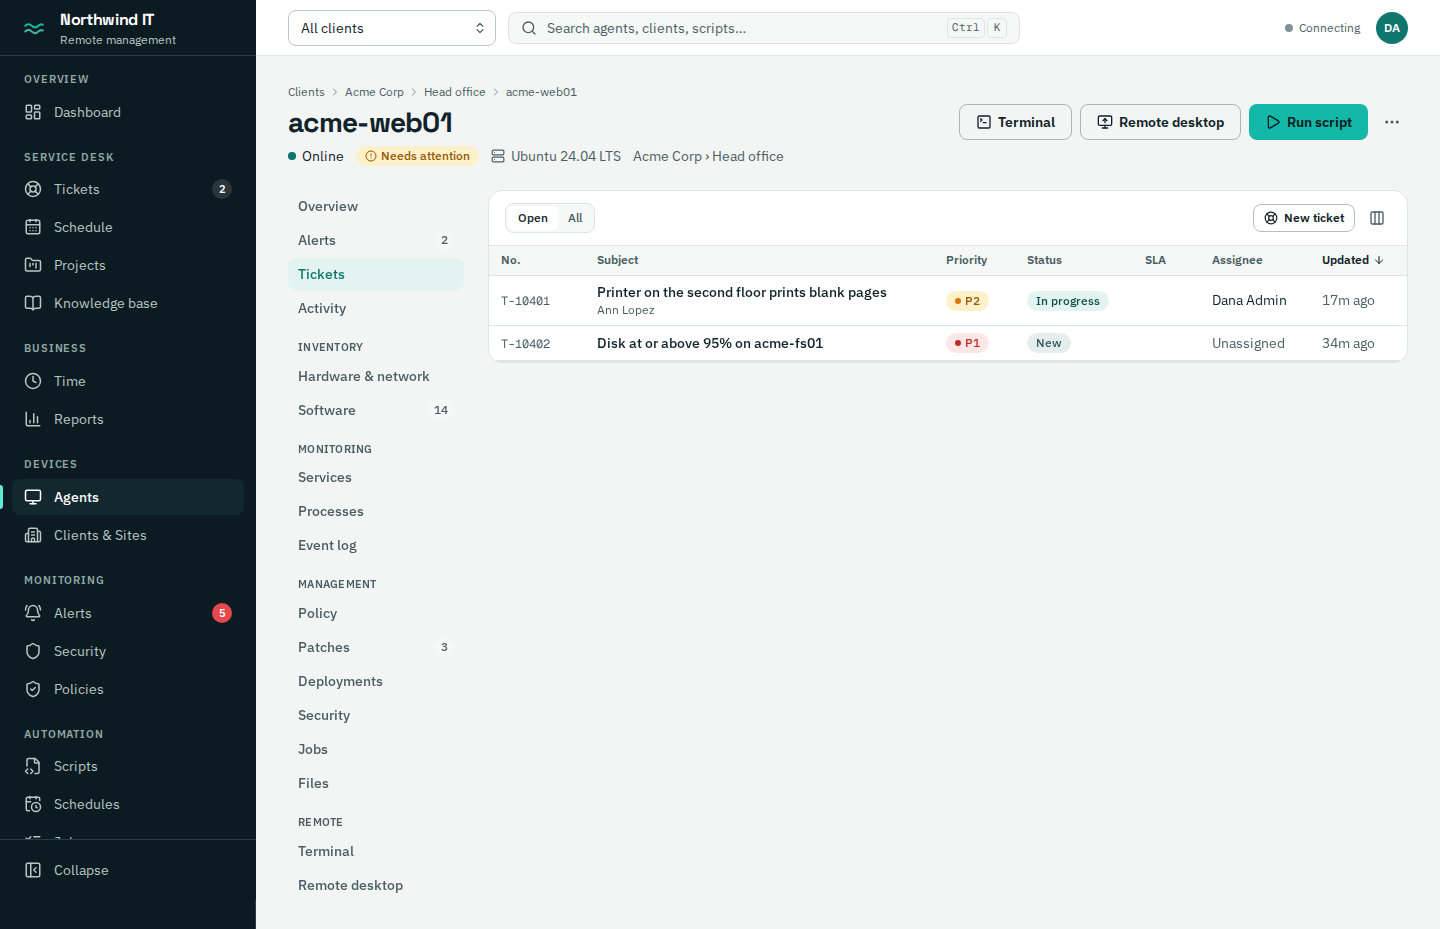 Northwind IT
Remote management
OVERVIEW
Dashboard
SERVICE DESK
Tickets 2
Schedule
Projects
Knowledge base
BUSINESS
Time
Reports
DEVICES
Agents
Clients & Sites
MONITORING
Alerts 5
Security
Policies
AUTOMATION
Scripts
Schedules
Collapse
All clients
Search agents, clients, scripts...
Ctrl K
Connecting
DA
Clients > Acme Corp > Head office > acme-web01
acme-web01
Terminal
Remote desktop
Run script
Online
Needs attention
Ubuntu 24.04 LTS
Acme Corp › Head office
Overview
Alerts 2
Tickets
Activity
INVENTORY
Hardware & network
Software 14
MONITORING
Services
Processes
Event log
MANAGEMENT
Policy
Patches 3
Deployments
Security
Jobs
Files
REMOTE
Terminal
Remote desktop
Open All
New ticket
No. Subject Priority Status SLA Assignee Updated
T-10401 Printer on the second floor prints blank pages P2 In progress Dana Admin 17m ago
Ann Lopez
T-10402 Disk at or above 95% on acme-fs01 P1 New Unassigned 34m ago